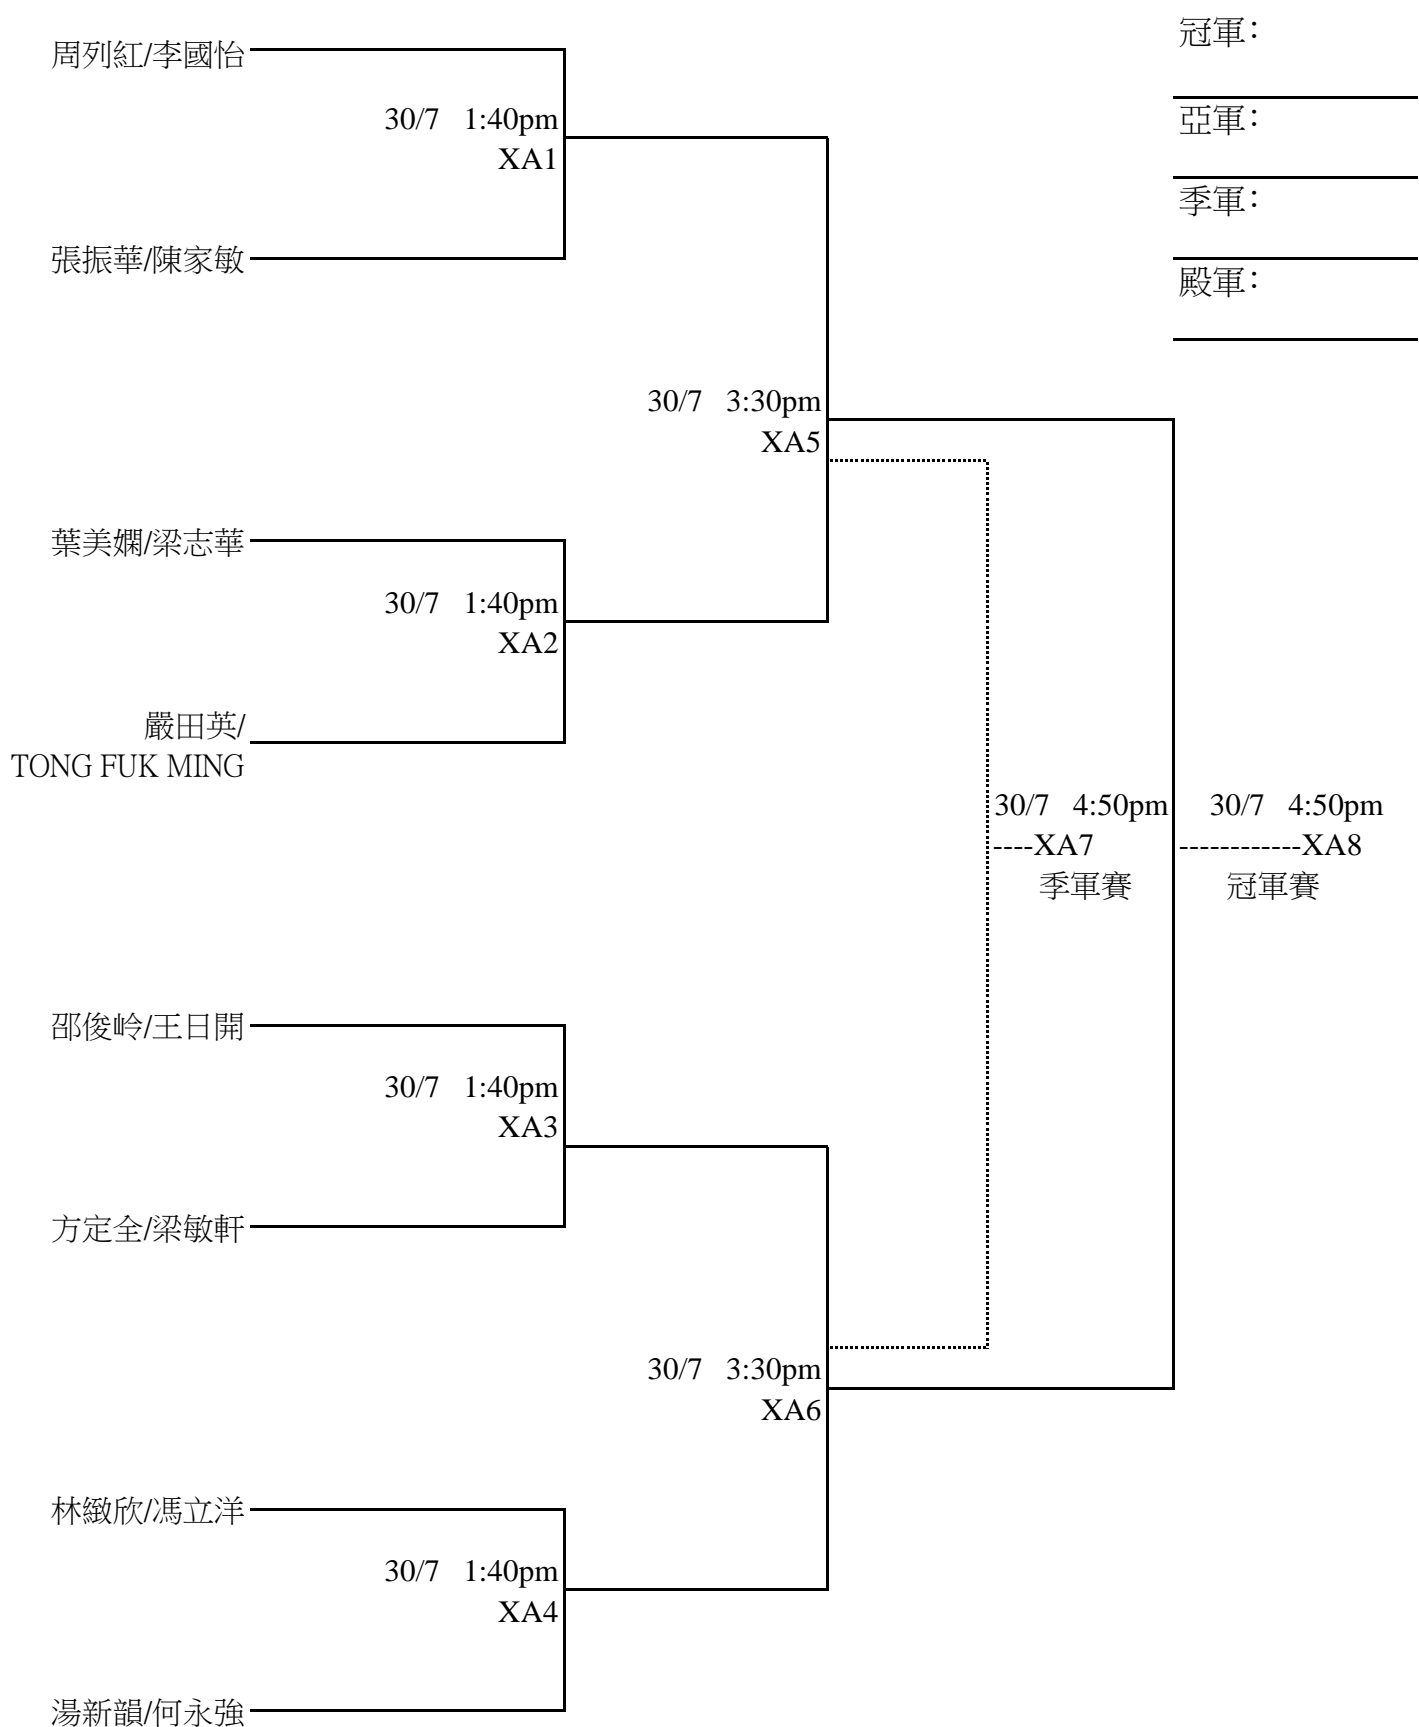 冠軍：
周列紅/李國怡
30/7 1:40pm
XA1
亞軍：
季軍：
張振華/陳家敏
殿軍：
30/7 3:30pm
XA5
葉美嫻/梁志華
30/7 1:40pm
XA2
嚴田英/
TONG FUK MING
30/7 4:50pm
----XA7
季軍賽
30/7 4:50pm
------------XA8
冠軍賽
邵俊岭/王日開
30/7 1:40pm
XA3
方定全/梁敏軒
30/7 3:30pm
XA6
林緻欣/馮立洋
30/7 1:40pm
XA4
湯新韻/何永強